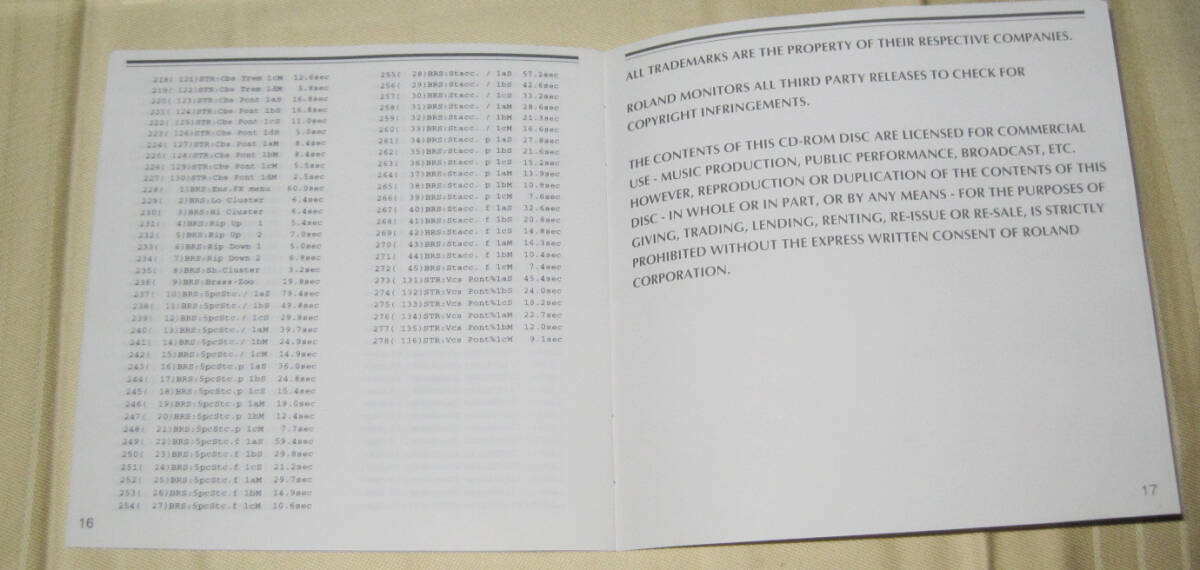 218( 121)STR:Cbs Trem 1cM 12.6sec
219( 122)STR:Cbs Trem 1dM 5.8sec
220( 123)STR:Cbs Pont 1aS 16.8sec
221( 124)STR:Cbs Pont 1bS 16.8sec
222( 125)STR:Cbs Pont 1cS 11.0sec
223( 126)STR:Cbs Pont 1dS 5.0sec
224( 127)STR:Cbs Pont 1aM 8.4sec
225( 128)STR:Cbs Pont 1bM 8.4sec
226( 129)STR:Cbs Pont 1cM 5.5sec
227( 130)STR:Cbs Pont 1dM 2.5sec
228( 1)BRS:Ens.FX menu 60.0sec
229( 2)BRS:Lo Cluster 6.4sec
230( 3)BRS:Hi Cluster 6.4sec
231( 4)BRS:Rip Up 1 5.4sec
232( 5)BRS:Rip Up 2 7.0sec
233( 6)BRS:Rip Down 1 5.0sec
234( 7)BRS:Rip Down 2 6.8sec
235( 8)BRS:Sh.Cluster 3.2sec
236( 9)BRS:Brass-Zoo 19.8sec
237( 10)BRS:5pcStc./ 1aS 79.4sec
238( 11)BRS:5pcStc./ 1bS 49.8sec
239( 12)BRS:5pcStc./ 1cS 29.8sec
240( 13)BRS:5pcStc./ 1aM 39.7sec
241( 14)BRS:5pcStc./ 1bM 24.9sec
242( 15)BRS:5pcStc./ 1cM 14.9sec
243( 16)BRS:5pcStc.p 1aS 36.0sec
244( 17)BRS:5pcStc.p 1bS 24.8sec
245( 18)BRS:5pcStc.p 1cS 15.4sec
246( 19)BRS:5pcStc.p 1aM 18.0sec
247( 20)BRS:5pcStc.p 1bM 12.4sec
248( 21)BRS:5pcStc.p 1cM 7.7sec
249( 22)BRS:5pcStc.f 1aS 59.4sec
250( 23)BRS:5pcStc.f 1bS 29.8sec
251( 24)BRS:5pcStc.f 1cS 21.2sec
252( 25)BRS:5pcStc.f 1aM 29.7sec
253( 26)BRS:5pcStc.f 1bM 14.9sec
254( 27)BRS:5pcStc.f 1cM 10.6sec
255( 28)BRS:Stacc. / 1aS 57.2sec
256( 29)BRS:Stacc. / 1bS 42.6sec
257( 30)BRS:Stacc. / 1cS 33.2sec
258( 31)BRS:Stacc. / 1aM 28.6sec
259( 32)BRS:Stacc. / 1bM 21.3sec
260( 33)BRS:Stacc. / 1cM 16.6sec
261( 34)BRS:Stacc. p 1aS 27.8sec
262( 35)BRS:Stacc. p 1bS 21.6sec
263( 36)BRS:Stacc. p 1cS 15.2sec
264( 37)BRS:Stacc. p 1aM 13.9sec
265( 38)BRS:Stacc. p 1bM 10.8sec
266( 39)BRS:Stacc. p 1cM 7.6sec
267( 40)BRS:Stacc. f 1aS 32.6sec
268( 41)BRS:Stacc. f 1bS 20.8sec
269( 42)BRS:Stacc. f 1cS 14.8sec
270( 43)BRS:Stacc. f 1aM 16.3sec
271( 44)BRS:Stacc. f 1bM 10.4sec
272( 45)BRS:Stacc. f 1cM 7.4sec
273( 131)STR:Vcs Pont%1aS 45.4sec
274( 132)STR:Vcs Pont%1bS 24.0sec
275( 133)STR:Vcs Pont%1cS 18.2sec
276( 134)STR:Vcs Pont%1aM 22.7sec
277( 135)STR:Vcs Pont%1bM 12.0sec
278( 136)STR:Vcs Pont%1cM 9.1sec
16
ALL TRADEMARKS ARE THE PROPERTY OF THEIR RESPECTIVE COMPANIES.
ROLAND MONITORS ALL THIRD PARTY RELEASES TO CHECK FOR
COPYRIGHT INFRINGEMENTS.
THE CONTENTS OF THIS CD-ROM DISC ARE LICENSED FOR COMMERCIAL
USE - MUSIC PRODUCTION, PUBLIC PERFORMANCE, BROADCAST, ETC.
HOWEVER, REPRODUCTION OR DUPLICATION OF THE CONTENTS OF THIS
DISC - IN WHOLE OR IN PART, OR BY ANY MEANS - FOR THE PURPOSES OF
GIVING, TRADING, LENDING, RENTING, RE-ISSUE OR RE-SALE, IS STRICTLY
PROHIBITED WITHOUT THE EXPRESS WRITTEN CONSENT OF ROLAND
CORPORATION.
17